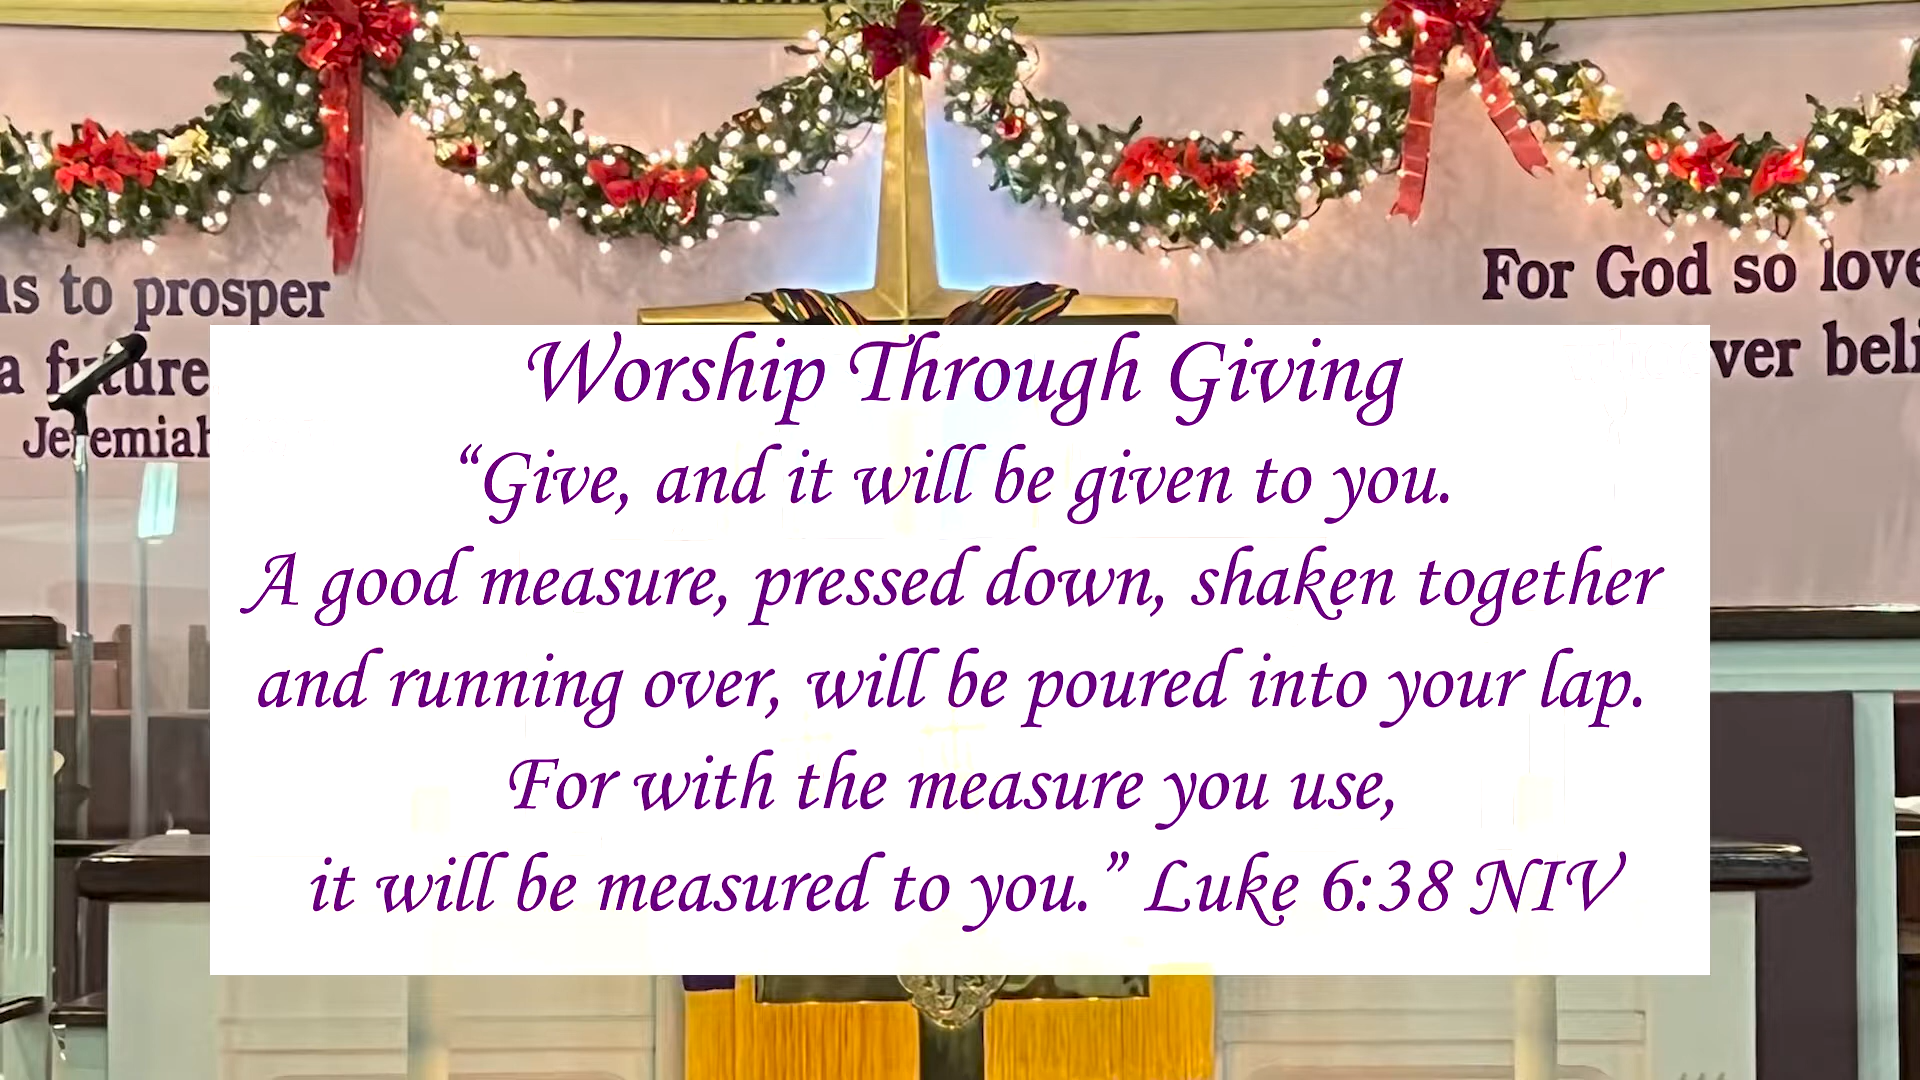 ns to prosper
a future
Jeremiah
For God so love
ver beli
Worship Through Giving
“Give, and it will be given to you.
A good measure, pressed down, shaken together
and running over, will be poured into your lap.
For with the measure you use,
it will be measured to you.” Luke 6:38 NIV